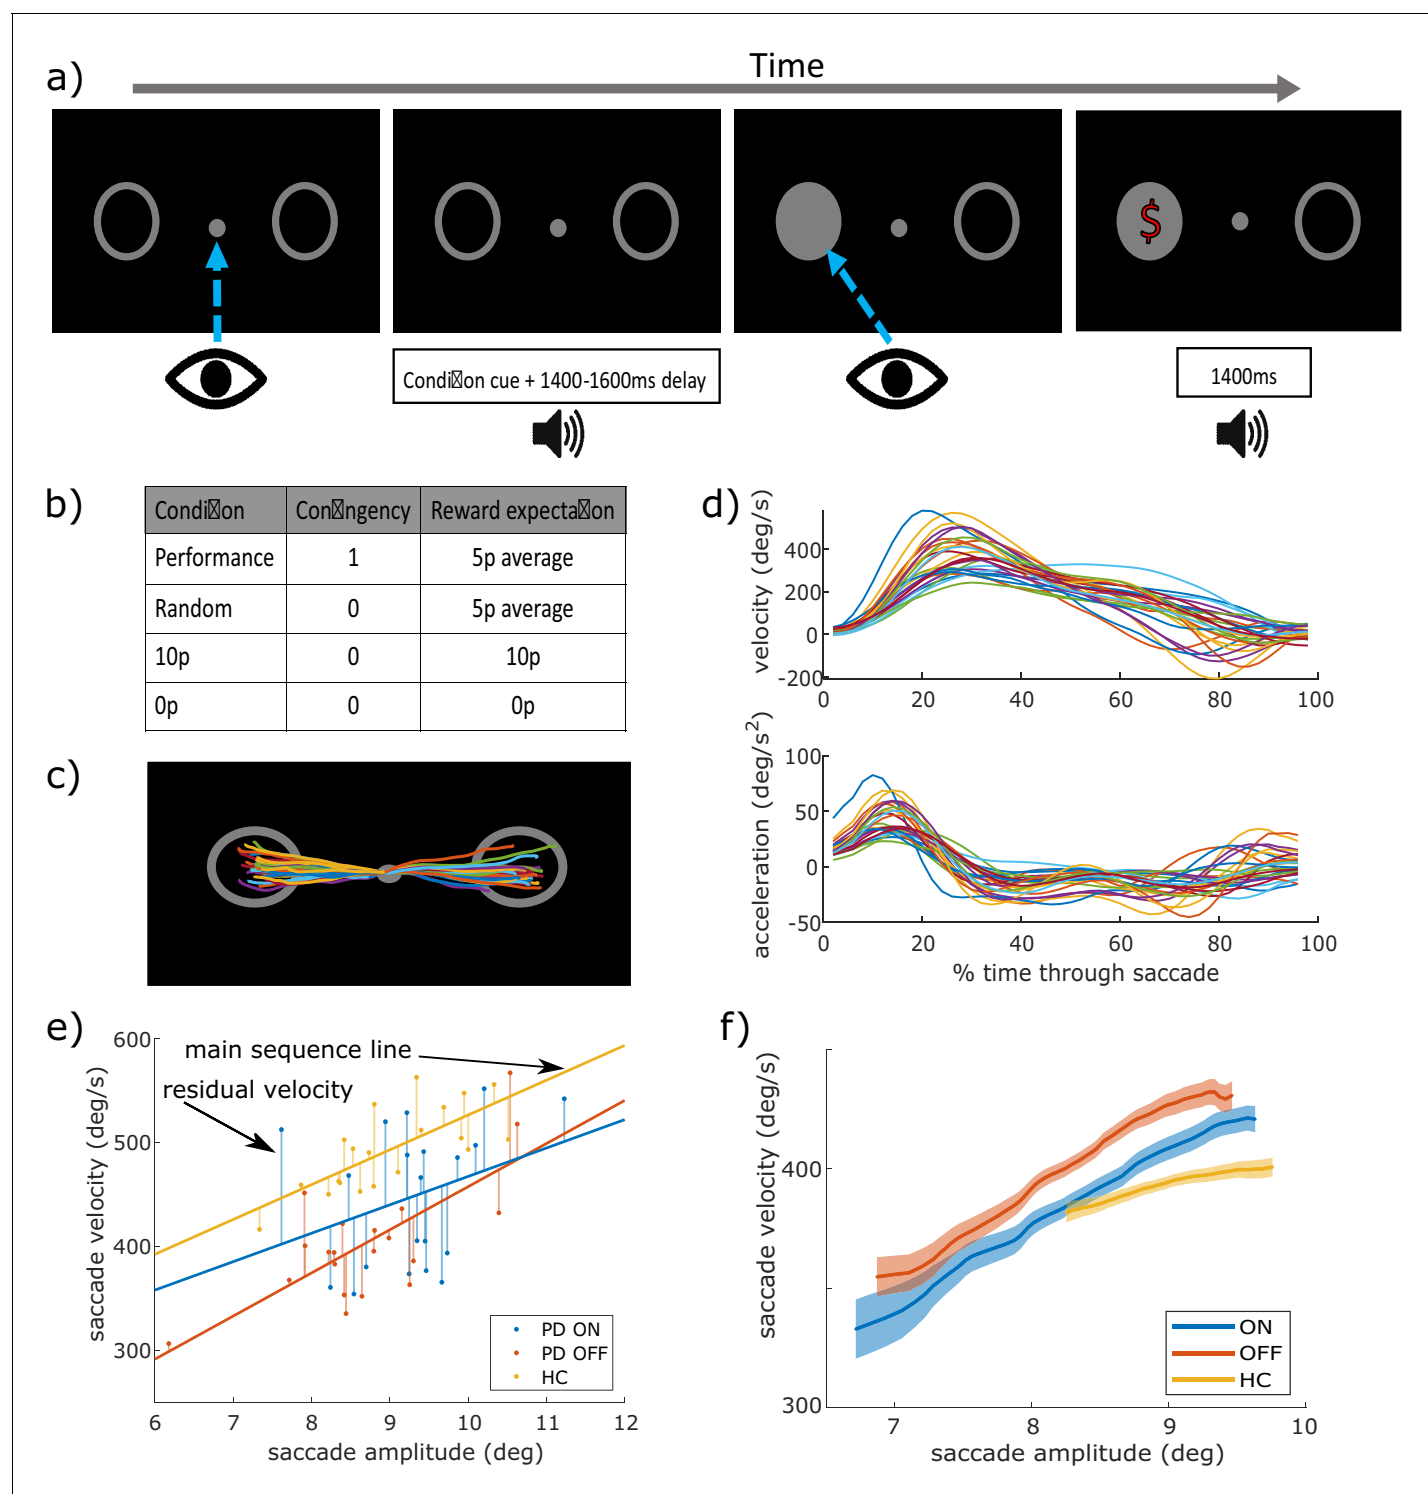 a)
Time
$
Condi☒on cue + 1400-1600ms delay
1400ms
b)
Condi☒on Con☒ngency Reward expecta☒on
Performance 1 5p average
Random 0 5p average
10p 0 10p
0p 0 0p
c)
d)
velocity (deg/s)
400
200
0
-200
0 20 40 60 80 100
acceleration (deg/s²)
100
50
0
-50
0 20 40 60 80 100
% time through saccade
e)
saccade velocity (deg/s)
600
500
400
300
main sequence line
residual velocity
PD ON
PD OFF
HC
6 7 8 9 10 11 12
saccade amplitude (deg)
f)
saccade velocity (deg/s)
400
300
ON
OFF
HC
7 8 9 10
saccade amplitude (deg)